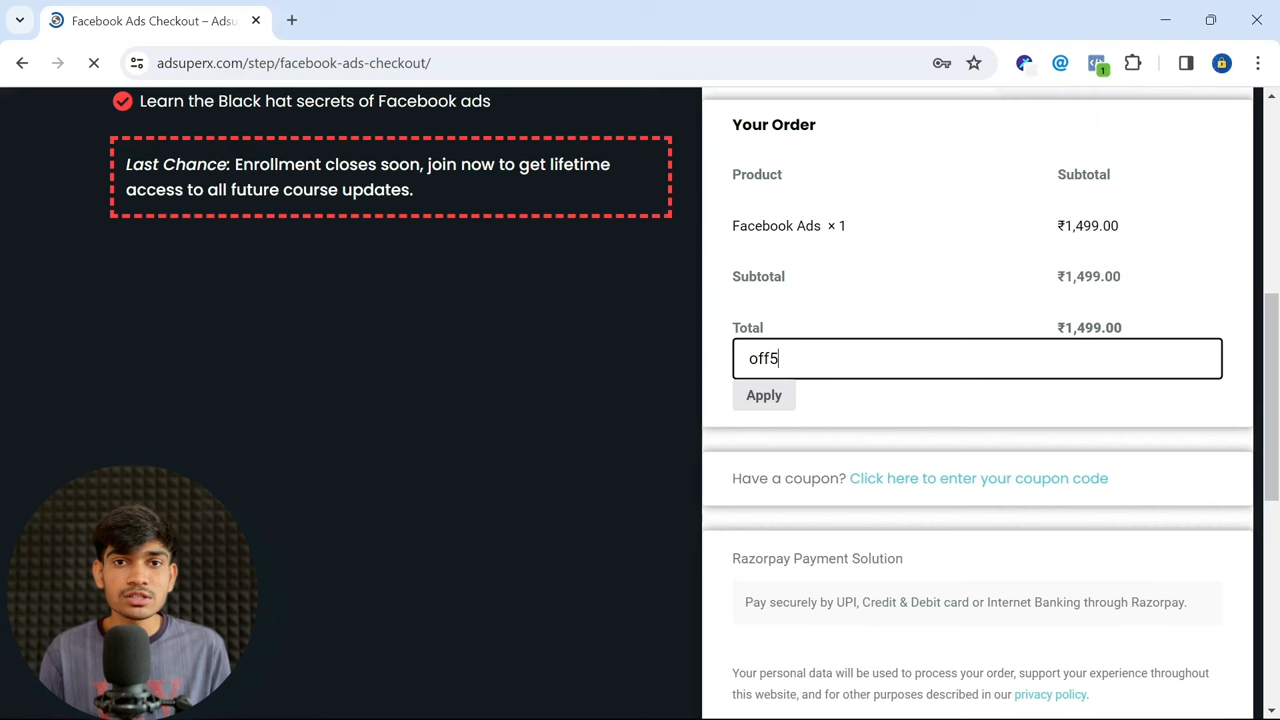 Facebook Ads Checkout – Adsu
adsuperx.com/step/facebook-ads-checkout/
1
Learn the Black hat secrets of Facebook ads
Last Chance: Enrollment closes soon, join now to get lifetime
access to all future course updates.
Your Order
Product Subtotal
Facebook Ads × 1 ₹1,499.00
Subtotal ₹1,499.00
Total ₹1,499.00
off5
Apply
Have a coupon? Click here to enter your coupon code
Razorpay Payment Solution
Pay securely by UPI, Credit & Debit card or Internet Banking through Razorpay.
Your personal data will be used to process your order, support your experience throughout
this website, and for other purposes described in our privacy policy.